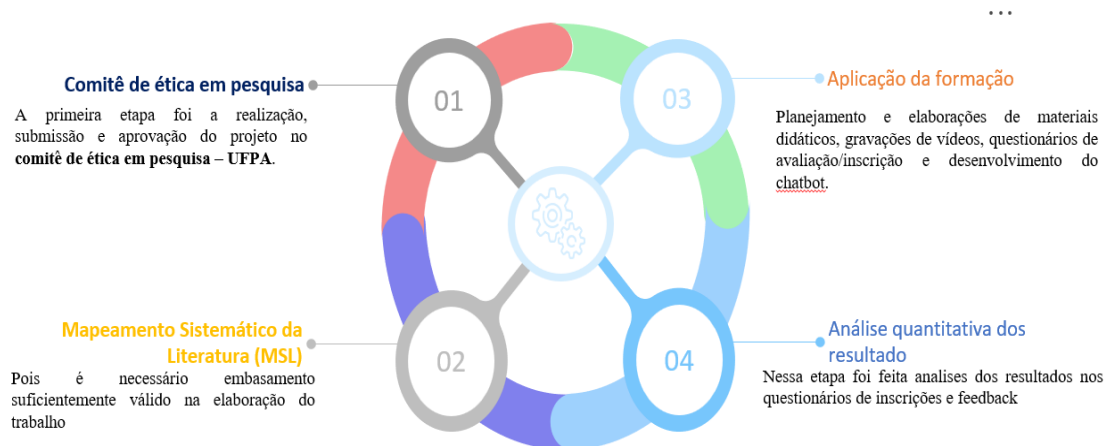 ...
01
Comitê de ética em pesquisa
A primeira etapa foi a realização,
submissão e aprovação do projeto no
comitê de ética em pesquisa – UFPA.
02
Mapeamento Sistemático da
Literatura (MSL)
Pois é necessário embasamento
suficientemente válido na elaboração do
trabalho
03
Aplicação da formação
Planejamento e elaborações de materiais
didáticos, gravações de vídeos, questionários de
avaliação/inscrição e desenvolvimento do
chatbot.
04
Análise quantitativa dos
resultado
Nessa etapa foi feita analises dos resultados nos
questionários de inscrições e feedback